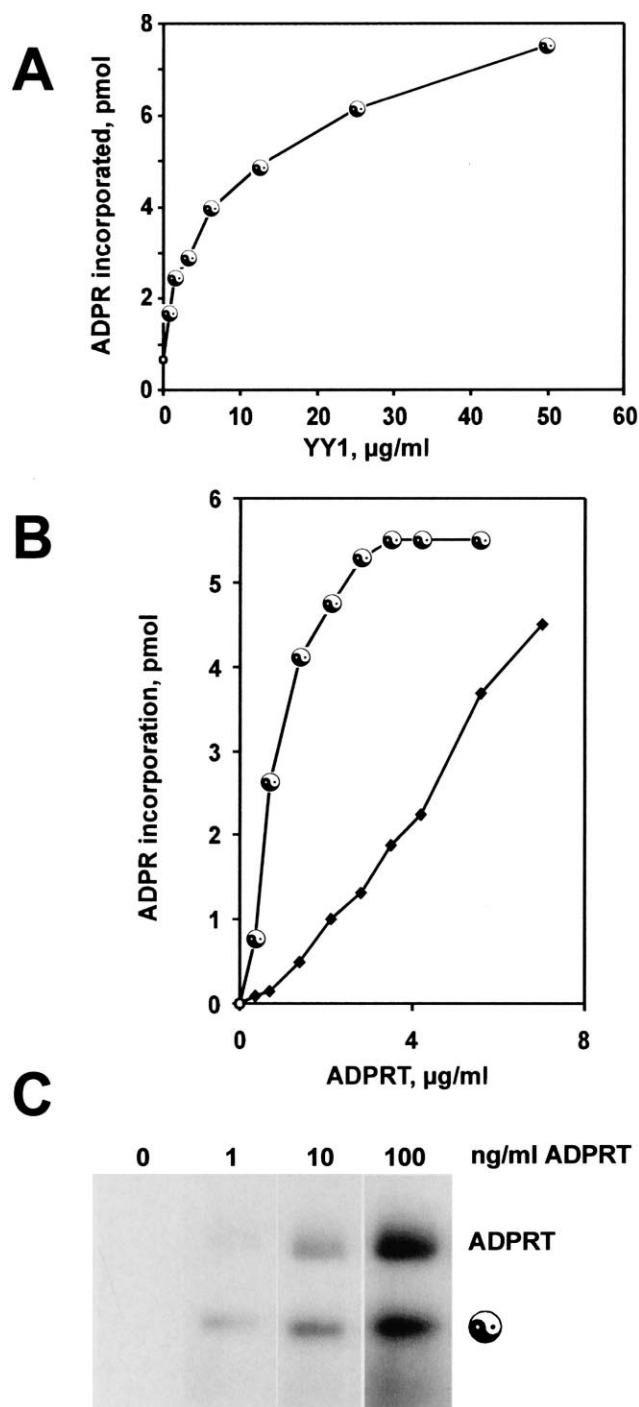 A
ADPR incorporated, pmol
8
6
4
2
0
0 10 20 30 40 50 60
YY1, µg/ml
B
ADPR incorporation, pmol
6
5
4
3
2
1
0
0 4 8
ADPRT, µg/ml
C
0 1 10 100 ng/ml ADPRT
ADPRT